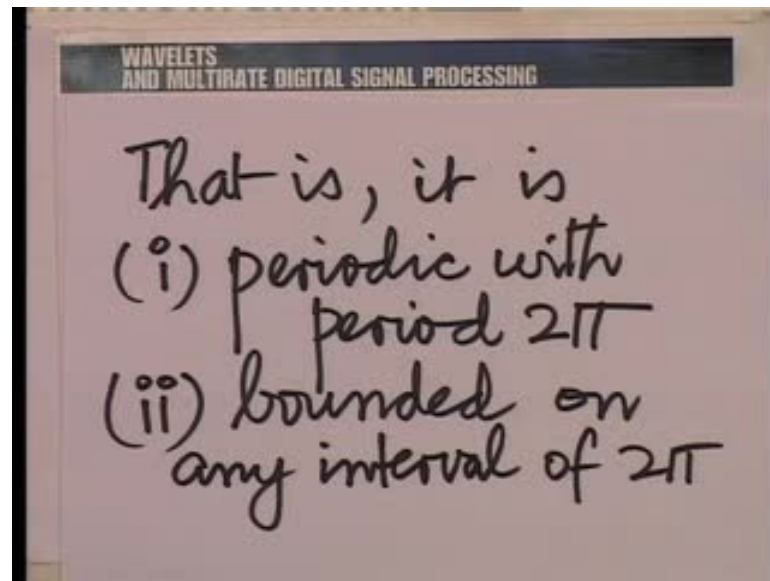 WAVELETS
AND MULTIRATE DIGITAL SIGNAL PROCESSING
That is, it is
(i) periodic with
period 2π
(ii) bounded on
any interval of 2π